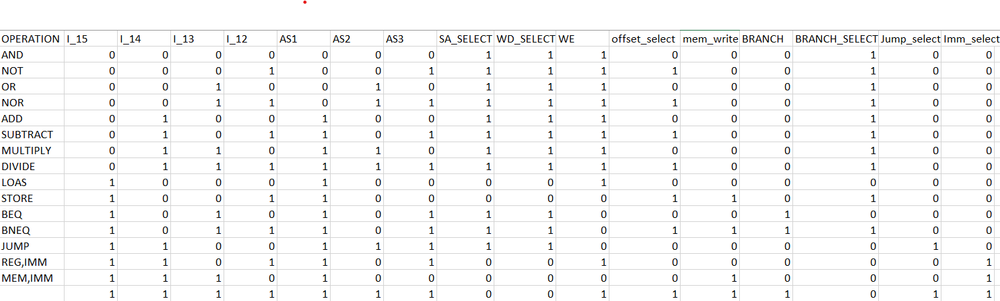 OPERATION I_15 I_14 I_13 I_12 AS1 AS2 AS3 SA_SELECT WD_SELECT WE offset_select mem_write BRANCH BRANCH_SELECT Jump_select Imm_select
AND 0 0 0 0 0 0 0 1 1 1 0 0 0 1 0 0
NOT 0 0 0 1 0 0 1 1 1 1 1 0 0 1 0 0
OR 0 0 1 0 0 1 0 1 1 1 0 0 0 1 0 0
NOR 0 0 1 1 0 1 1 1 1 1 1 0 0 1 0 0
ADD 0 1 0 0 1 0 0 1 1 1 0 0 0 1 0 0
SUBTRACT 0 1 0 1 1 0 1 1 1 1 1 0 0 1 0 0
MULTIPLY 0 1 1 0 1 1 0 1 1 1 0 0 0 1 0 0
DIVIDE 0 1 1 1 1 1 1 1 1 1 1 0 0 1 0 0
LOAS 1 0 0 0 1 0 0 0 0 1 0 0 0 0 0 0
STORE 1 0 0 1 1 0 0 0 0 0 1 1 0 1 0 0
BEQ 1 0 1 0 1 0 1 1 1 0 0 0 1 0 0 0
BNEQ 1 0 1 1 1 0 1 1 1 0 1 1 1 1 0 0
JUMP 1 1 0 0 1 1 1 1 1 0 0 0 0 0 1 0
REG,IMM 1 1 0 1 1 0 1 0 0 1 0 0 0 0 0 1
MEM,IMM 1 1 1 0 1 0 0 0 0 0 0 1 0 0 0 1
1 1 1 1 1 1 1 0 0 1 1 1 1 0 1 1